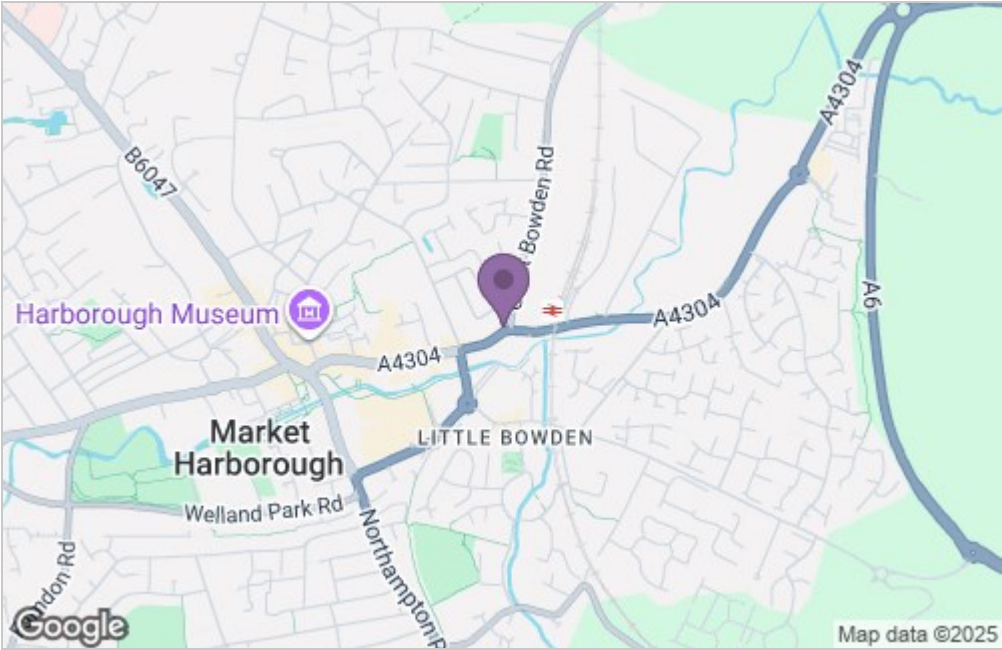 A4304
B6047
Bowden Rd
Harborough Museum
A4304
A6
A4304
Market
Harborough
LITTLE BOWDEN
Welland Park Rd
Northampton R
Rd
Google
Map data ©2025